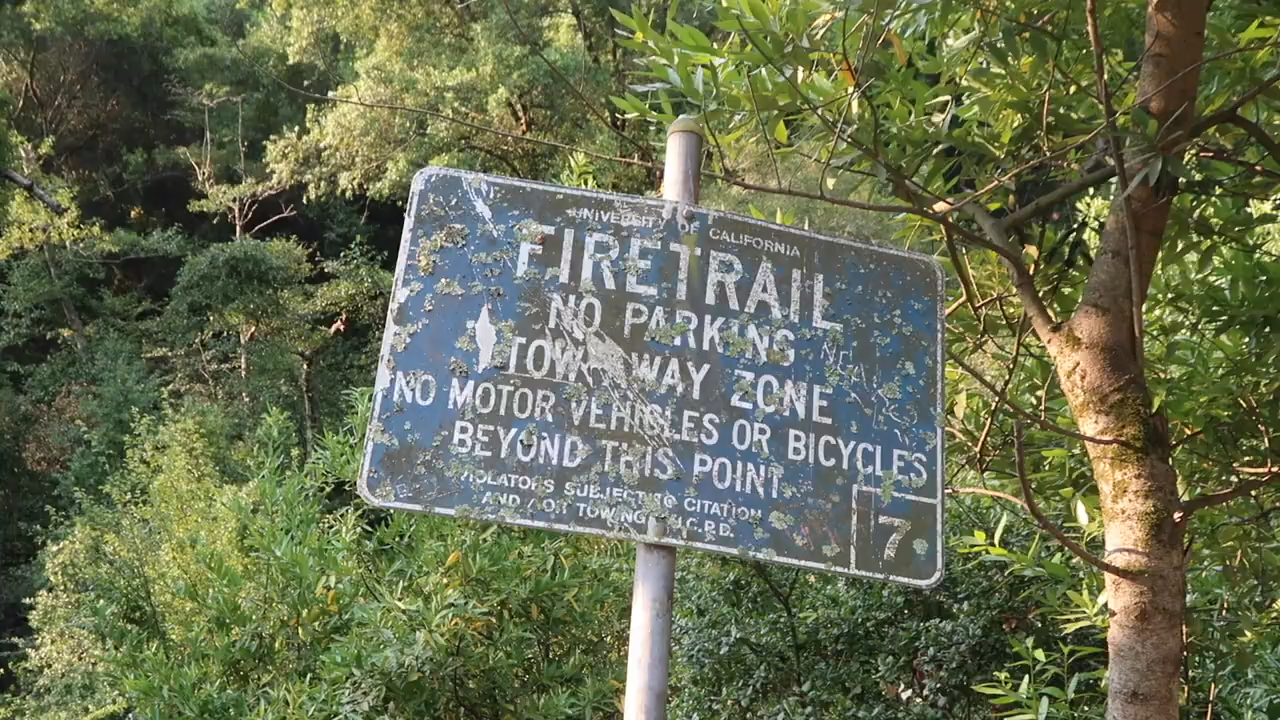 UNIVERSITY OF CALIFORNIA
FIRETRAIL
NO PARKING
TOW AWAY ZONE
NO MOTOR VEHICLES OR BICYCLES
BEYOND THIS POINT
VIOLATORS SUBJECT TO CITATION
AND/OR TOWING U.C.P.D.
7